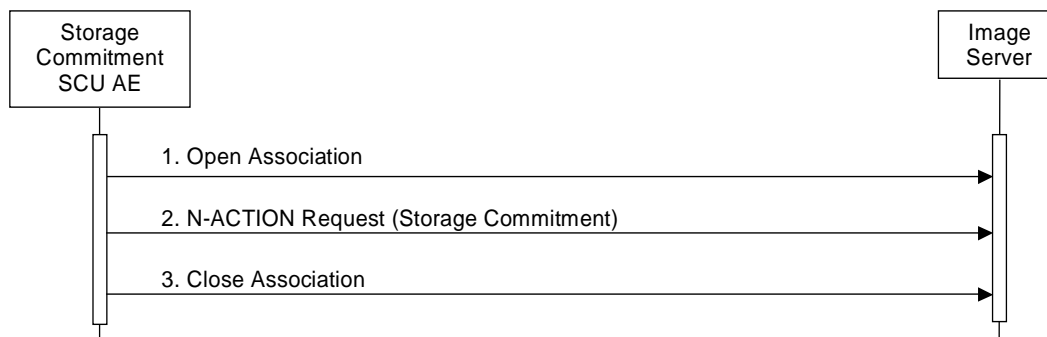 Storage
Commitment
SCU AE
Image
Server
1. Open Association
2. N-ACTION Request (Storage Commitment)
3. Close Association